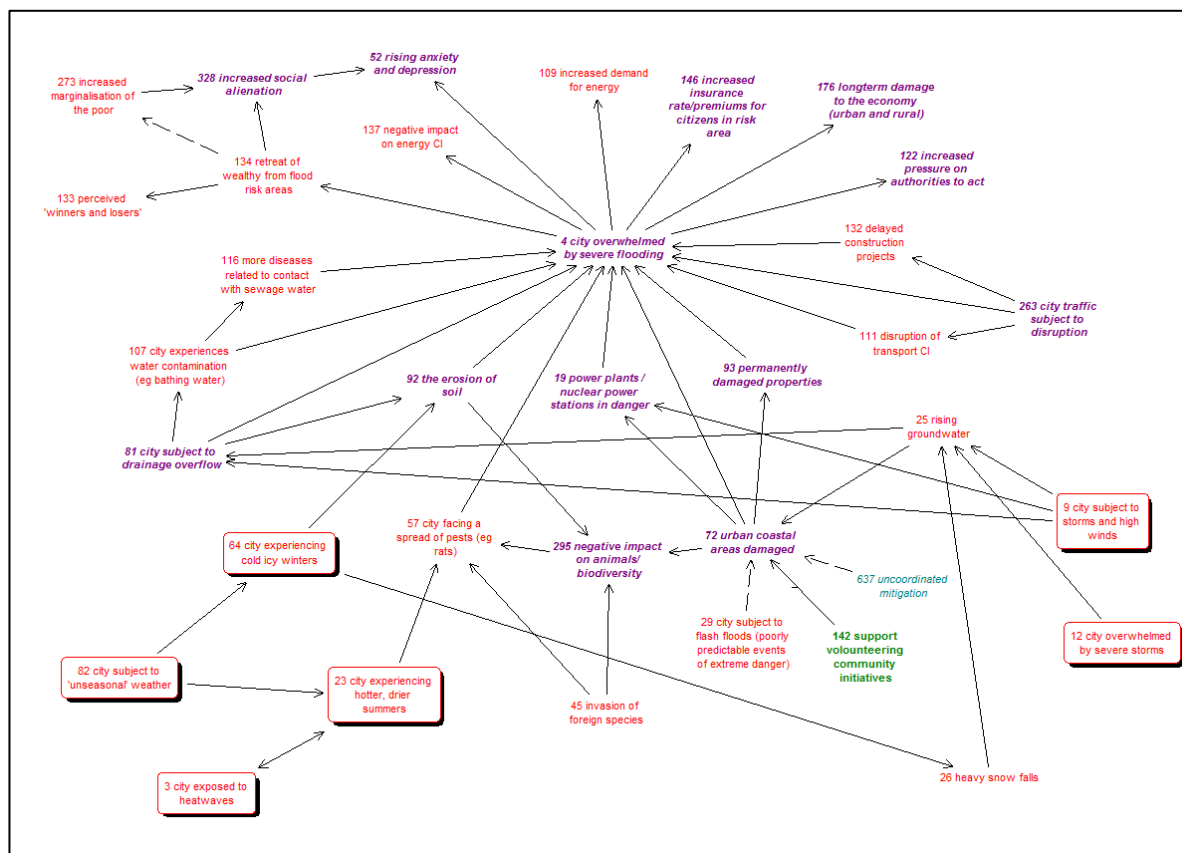 52 rising anxiety
and depression
273 increased
marginalisation of
the poor
328 increased social
alienation
109 increased demand
for energy
146 increased
insurance
rate/premiums for
citizens in risk
area
176 longterm damage
to the economy
(urban and rural)
137 negative impact
on energy CI
122 increased
pressure on
authorities to act
134 retreat of
wealthy from flood
risk areas
133 perceived
'winners and losers'
132 delayed
construction
projects
4 city overwhelmed
by severe flooding
116 more diseases
related to contact
with sewage water
263 city traffic
subject to
disruption
111 disruption of
transport CI
107 city experiences
water contamination
(eg bathing water)
92 the erosion of
soil
19 power plants /
nuclear power
stations in danger
93 permanently
damaged properties
25 rising
groundwater
81 city subject to
drainage overflow
9 city subject to
storms and high
winds
57 city facing a
spread of pests (eg
rats)
64 city experiencing
cold icy winters
295 negative impact
on animals/
biodiversity
72 urban coastal
areas damaged
637 uncoordinated
mitigation
29 city subject to
flash floods (poorly
predictable events
of extreme danger)
142 support
volounteering
community
initiatives
12 city overwhelmed
by severe storms
82 city subject to
'unseasonal' weather
23 city experiencing
hotter, drier
summers
45 invasion of
foreign species
3 city exposed to
heatwaves
26 heavy snow falls